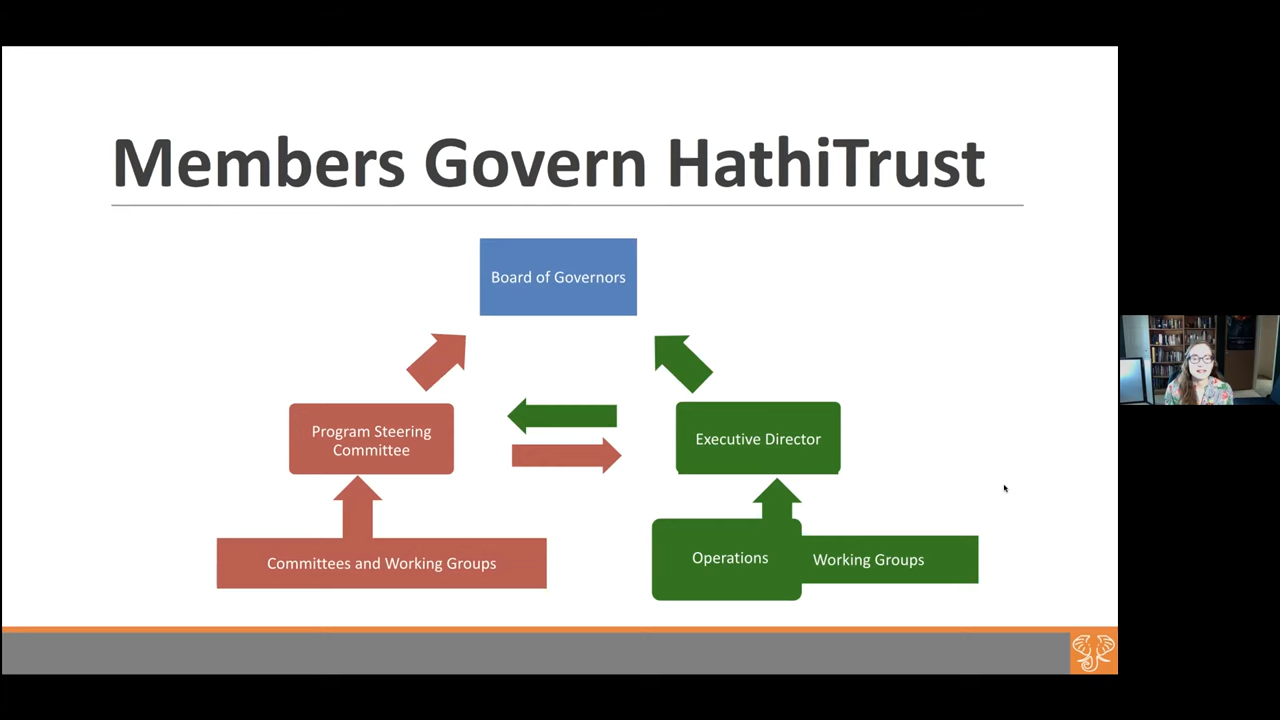 Members Govern HathiTrust
Board of Governors
Program Steering
Committee
Executive Director
Committees and Working Groups
Operations
Working Groups